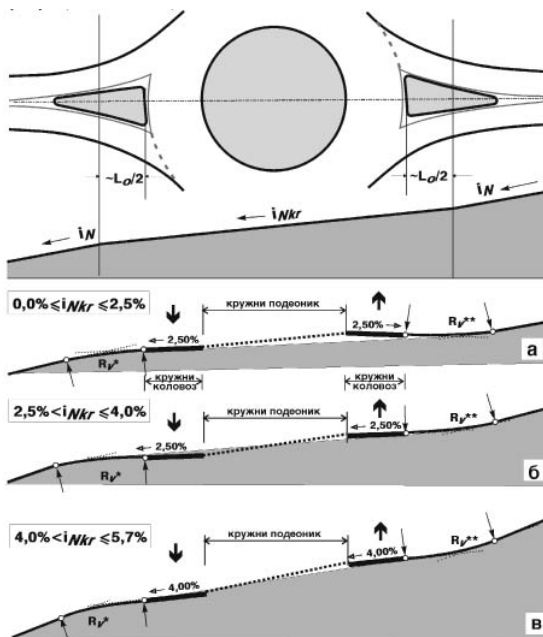 ~Lo/2
~Lo/2
iN
iNkr
iN
0,0%≤iNkr≤2,5%
кружни подеоник
2,50%
2,50%
Rv*
Rv**
а
кружни коловоз
кружни коловоз
2,5%<iNkr≤4,0%
кружни подеоник
2,50%
2,50%
Rv*
Rv**
б
4,0%<iNkr≤5,7%
кружни подеоник
4,00%
4,00%
Rv*
Rv**
в